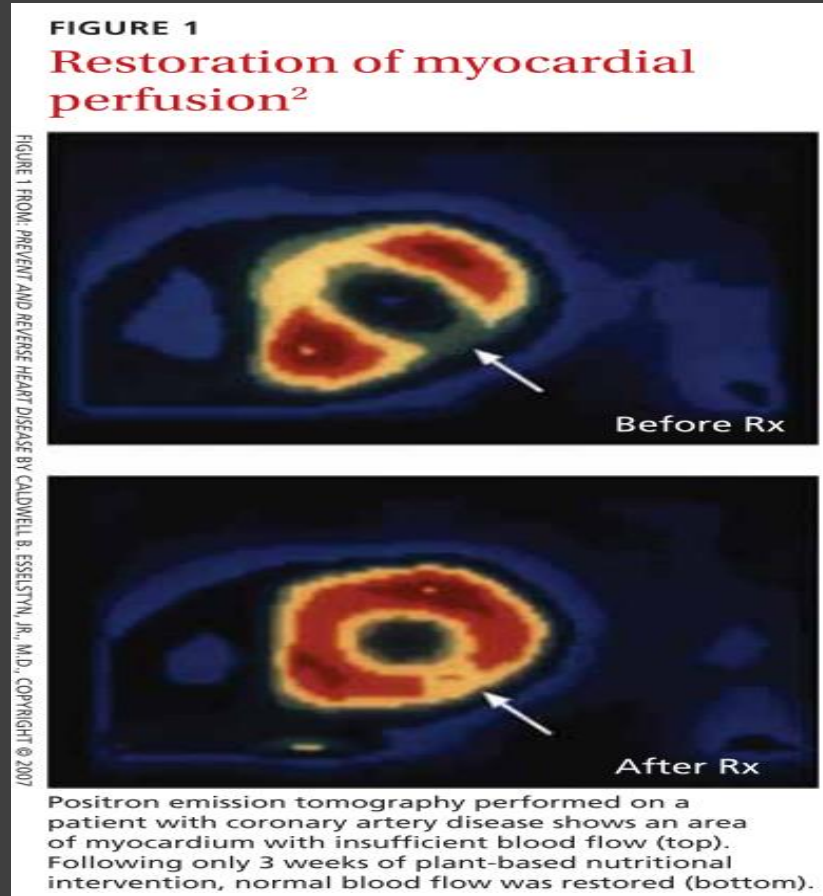 FIGURE 1
Restoration of myocardial
perfusion²
FIGURE 1 FROM: PREVENT AND REVERSE HEART DISEASE BY CALDWELL B. ESSELSTYN, JR., M.D., COPYRIGHT © 2007
Before Rx
After Rx
Positron emission tomography performed on a
patient with coronary artery disease shows an area
of myocardium with insufficient blood flow (top).
Following only 3 weeks of plant-based nutritional
intervention, normal blood flow was restored (bottom).